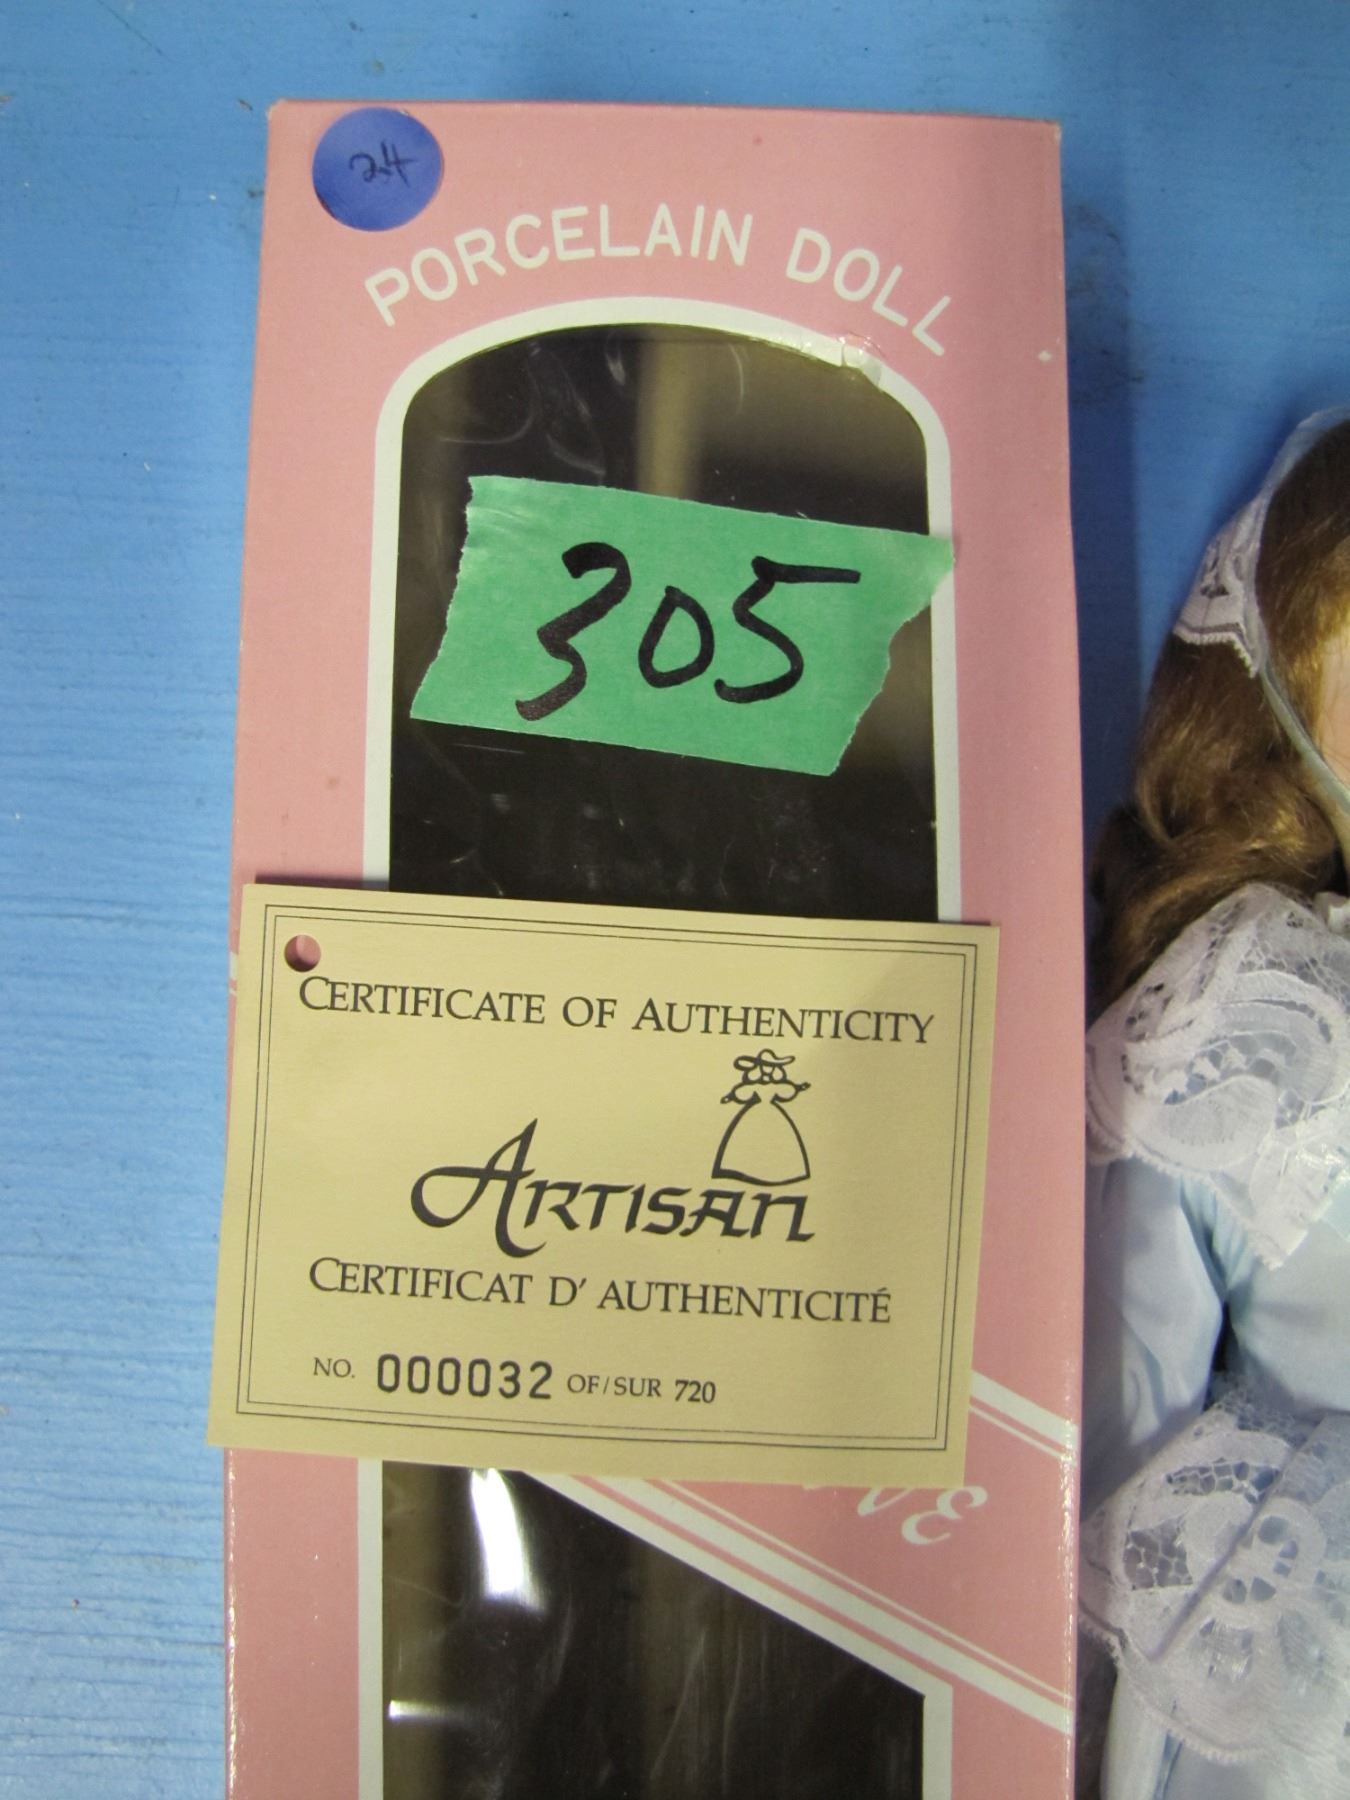 24
PORCELAIN DOLL
305
CERTIFICATE OF AUTHENTICITY
ARTISAN
CERTIFICAT D' AUTHENTICITÉ
NO. 000032 OF/SUR 720